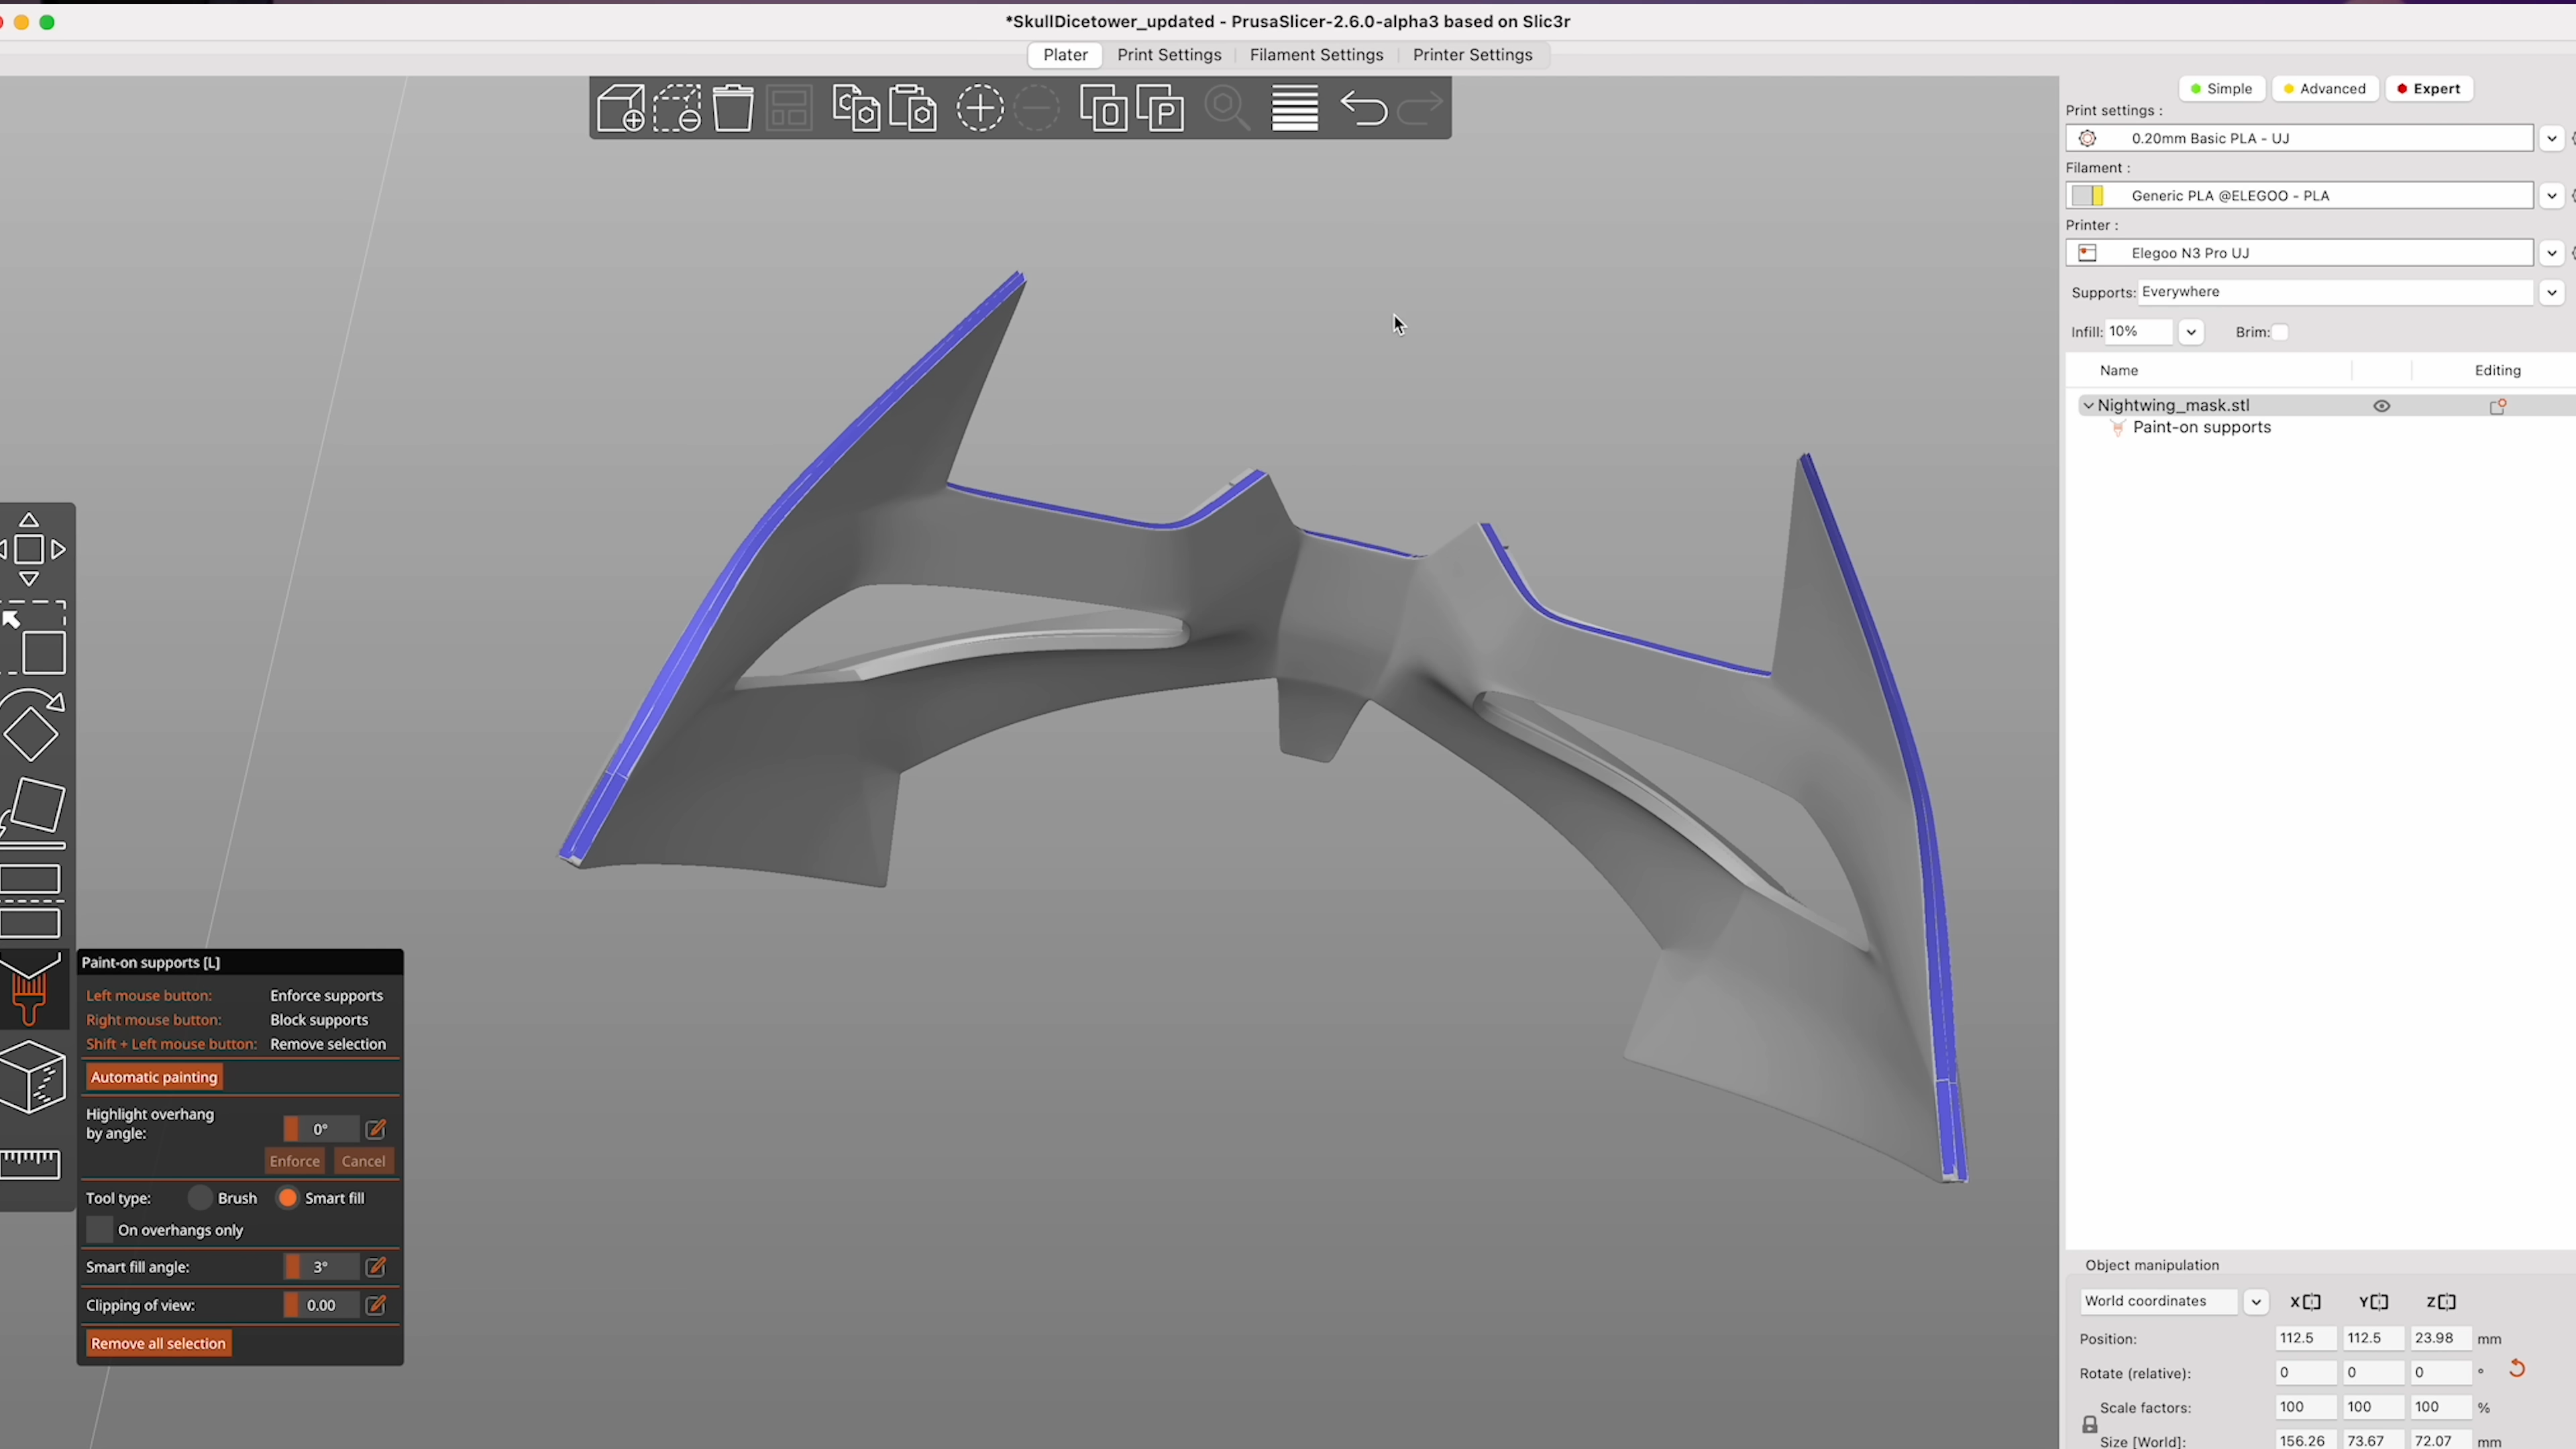 *SkullDicetower_updated - PrusaSlicer-2.6.0-alpha3 based on Slic3r
Plater Print Settings Filament Settings Printer Settings
Simple Advanced Expert
Print settings :
0.20mm Basic PLA - UJ
Filament :
Generic PLA @ELEGOO - PLA
Printer :
Elegoo N3 Pro UJ
Supports: Everywhere
Infill: 10% Brim:
Name Editing
Nightwing_mask.stl
Paint-on supports
Paint-on supports [L]
Left mouse button: Enforce supports
Right mouse button: Block supports
Shift + Left mouse button: Remove selection
Automatic painting
Highlight overhang
by angle: 0°
Enforce Cancel
Tool type: Brush Smart fill
On overhangs only
Smart fill angle: 3°
Clipping of view: 0.00
Remove all selection
Object manipulation
World coordinates X Y Z
Position: 112.5 112.5 23.98 mm
Rotate (relative): 0 0 0 °
Scale factors: 100 100 100 %
Size [World]: 156.26 73.67 72.07 mm